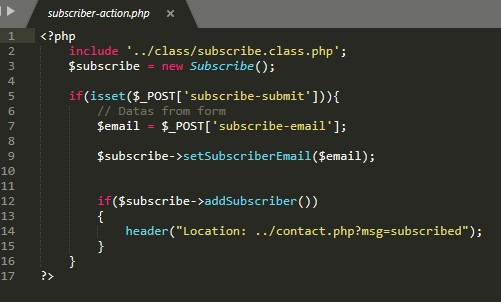 subscriber-action.php ×
1 <?php
2 include '../class/subscribe.class.php';
3 $subscribe = new Subscribe();
4
5 if(isset($_POST['subscribe-submit'])){
6 // Datas from form
7 $email = $_POST['subscribe-email'];
8
9 $subscribe->setSubscriberEmail($email);
10
11
12 if($subscribe->addSubscriber())
13 {
14 header("Location: ../contact.php?msg=subscribed");
15 }
16 }
17 ?>